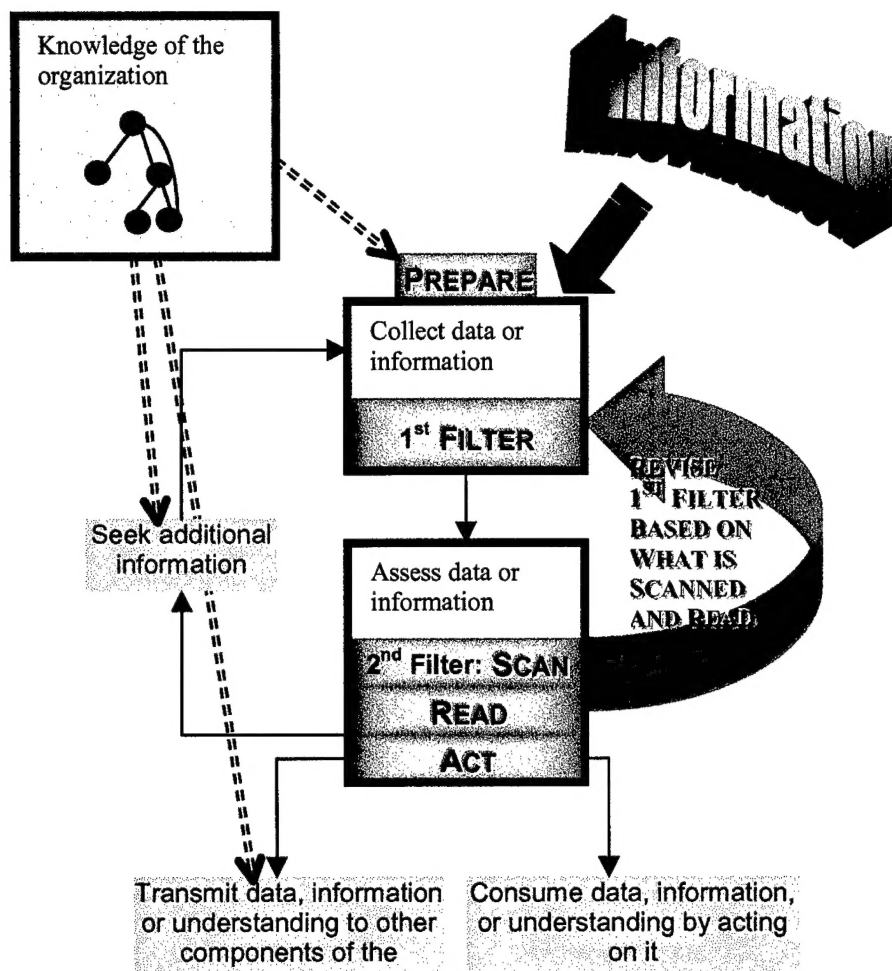 Knowledge of the
organization
Information
PREPARE
Collect data or
information
1st FILTER
REVISE
1ST FILTER
BASED ON
WHAT IS
SCANNED
AND READ
Seek additional
information
Assess data or
information
2nd Filter: SCAN
READ
ACT
Transmit data, information
or understanding to other
components of the
Consume data, information,
or understanding by acting
on it